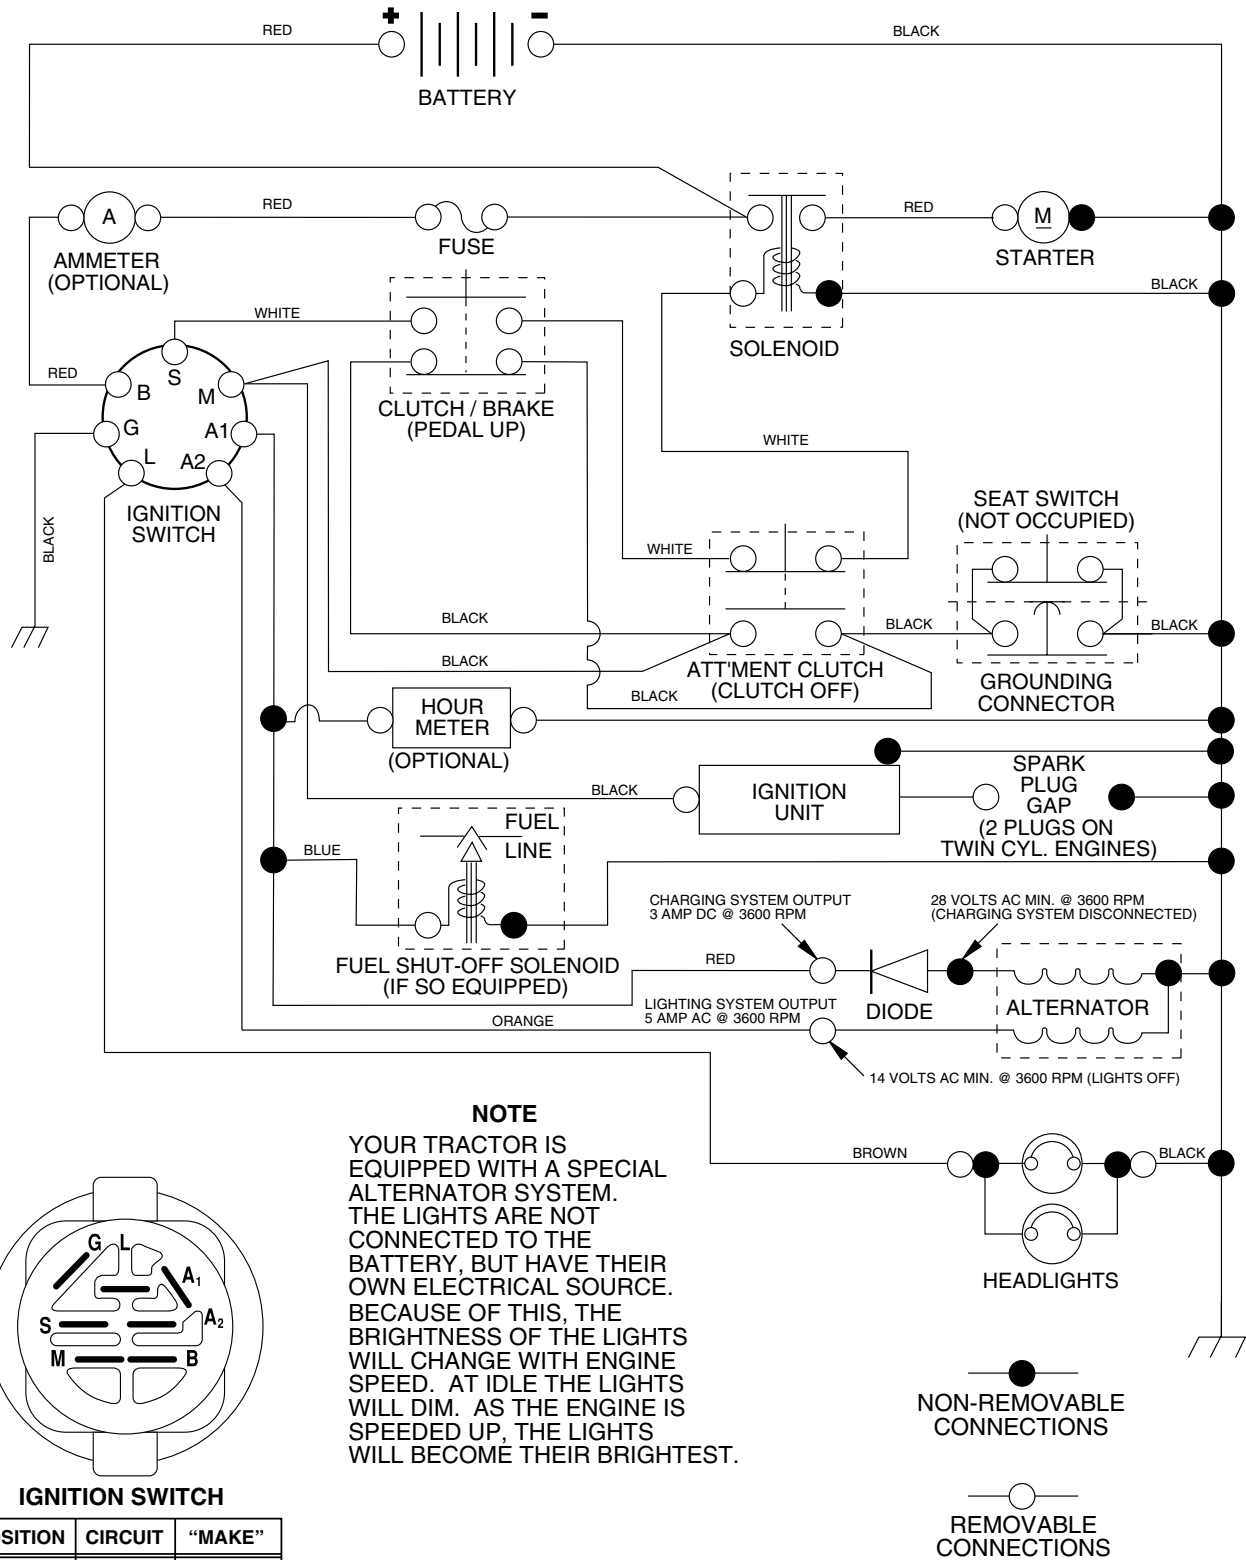 + –
RED
BLACK
BATTERY
A
RED
RED
M
AMMETER
(OPTIONAL)
FUSE
STARTER
WHITE
BLACK
SOLENOID
RED
S
B
M
G
A1
L
A2
CLUTCH / BRAKE
(PEDAL UP)
WHITE
IGNITION
SWITCH
BLACK
SEAT SWITCH
(NOT OCCUPIED)
WHITE
BLACK
BLACK
BLACK
BLACK
ATT'MENT CLUTCH
(CLUTCH OFF)
BLACK
GROUNDING
CONNECTOR
HOUR
METER
(OPTIONAL)
BLACK
IGNITION
UNIT
SPARK
PLUG
GAP
(2 PLUGS ON
TWIN CYL. ENGINES)
FUEL
LINE
BLUE
FUEL SHUT-OFF SOLENOID
(IF SO EQUIPPED)
CHARGING SYSTEM OUTPUT
3 AMP DC @ 3600 RPM
28 VOLTS AC MIN. @ 3600 RPM
(CHARGING SYSTEM DISCONNECTED)
RED
DIODE
ALTERNATOR
LIGHTING SYSTEM OUTPUT
5 AMP AC @ 3600 RPM
ORANGE
14 VOLTS AC MIN. @ 3600 RPM (LIGHTS OFF)
BROWN
BLACK
HEADLIGHTS
NOTE
YOUR TRACTOR IS
EQUIPPED WITH A SPECIAL
ALTERNATOR SYSTEM.
THE LIGHTS ARE NOT
CONNECTED TO THE
BATTERY, BUT HAVE THEIR
OWN ELECTRICAL SOURCE.
BECAUSE OF THIS, THE
BRIGHTNESS OF THE LIGHTS
WILL CHANGE WITH ENGINE
SPEED. AT IDLE THE LIGHTS
WILL DIM. AS THE ENGINE IS
SPEEDED UP, THE LIGHTS
WILL BECOME THEIR BRIGHTEST.
G L
A1
A2
S
M B
IGNITION SWITCH
SITION CIRCUIT “MAKE”
NON-REMOVABLE
CONNECTIONS
REMOVABLE
CONNECTIONS